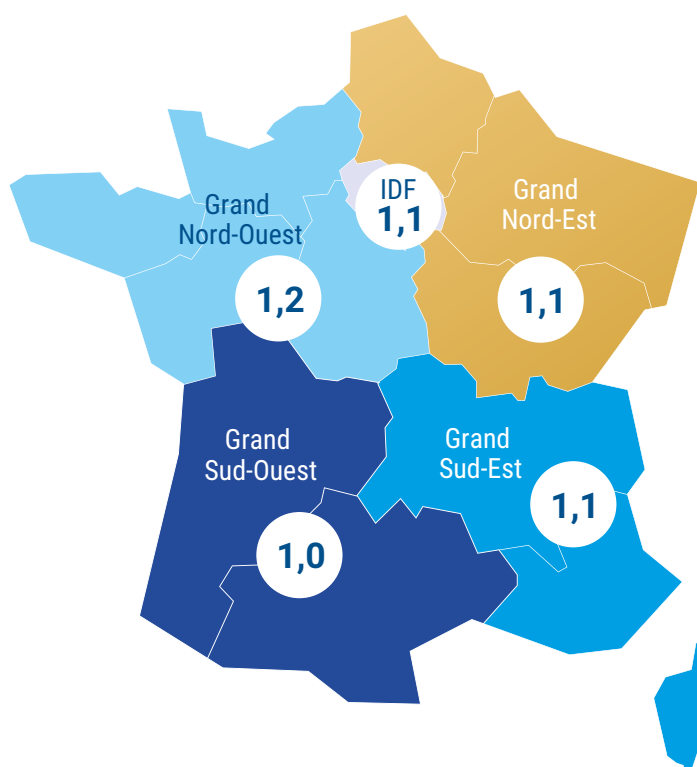 IDF
1,1
Grand
Nord-Est
1,1
Grand
Nord-Ouest
1,2
Grand
Sud-Ouest
1,0
Grand
Sud-Est
1,1